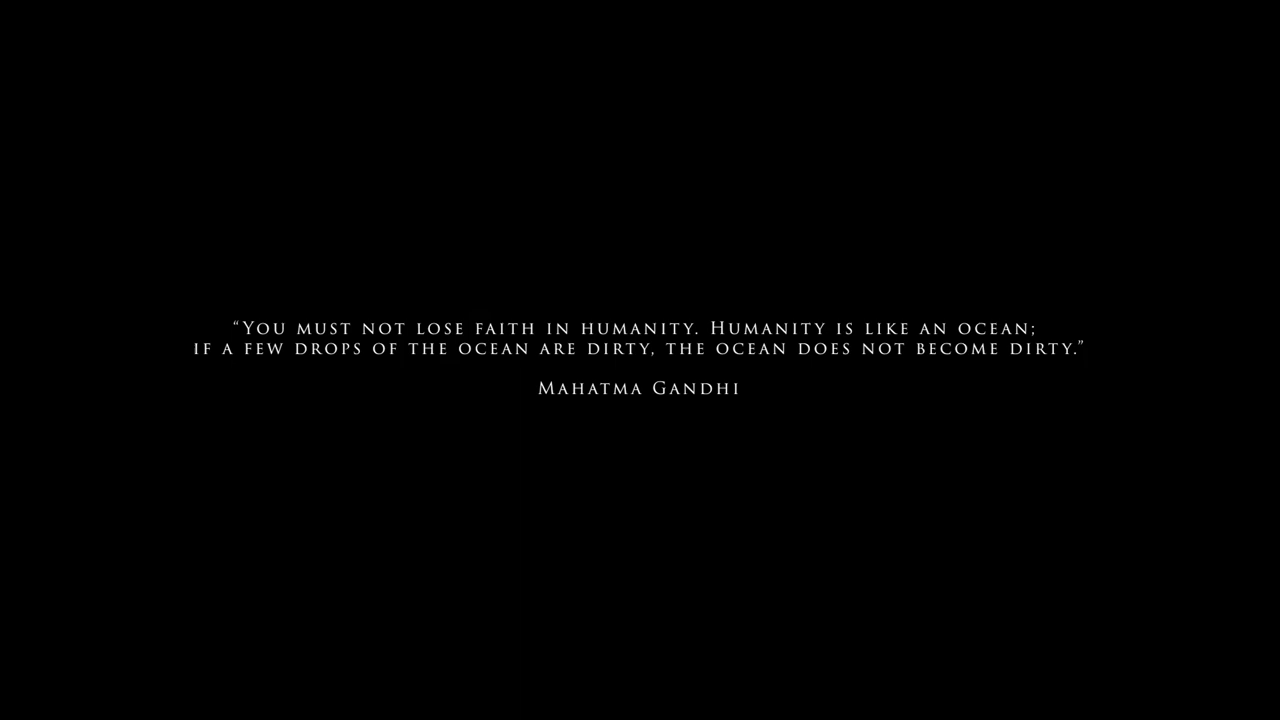 “You must not lose faith in humanity. Humanity is like an ocean;
if a few drops of the ocean are dirty, the ocean does not become dirty.”
Mahatma Gandhi